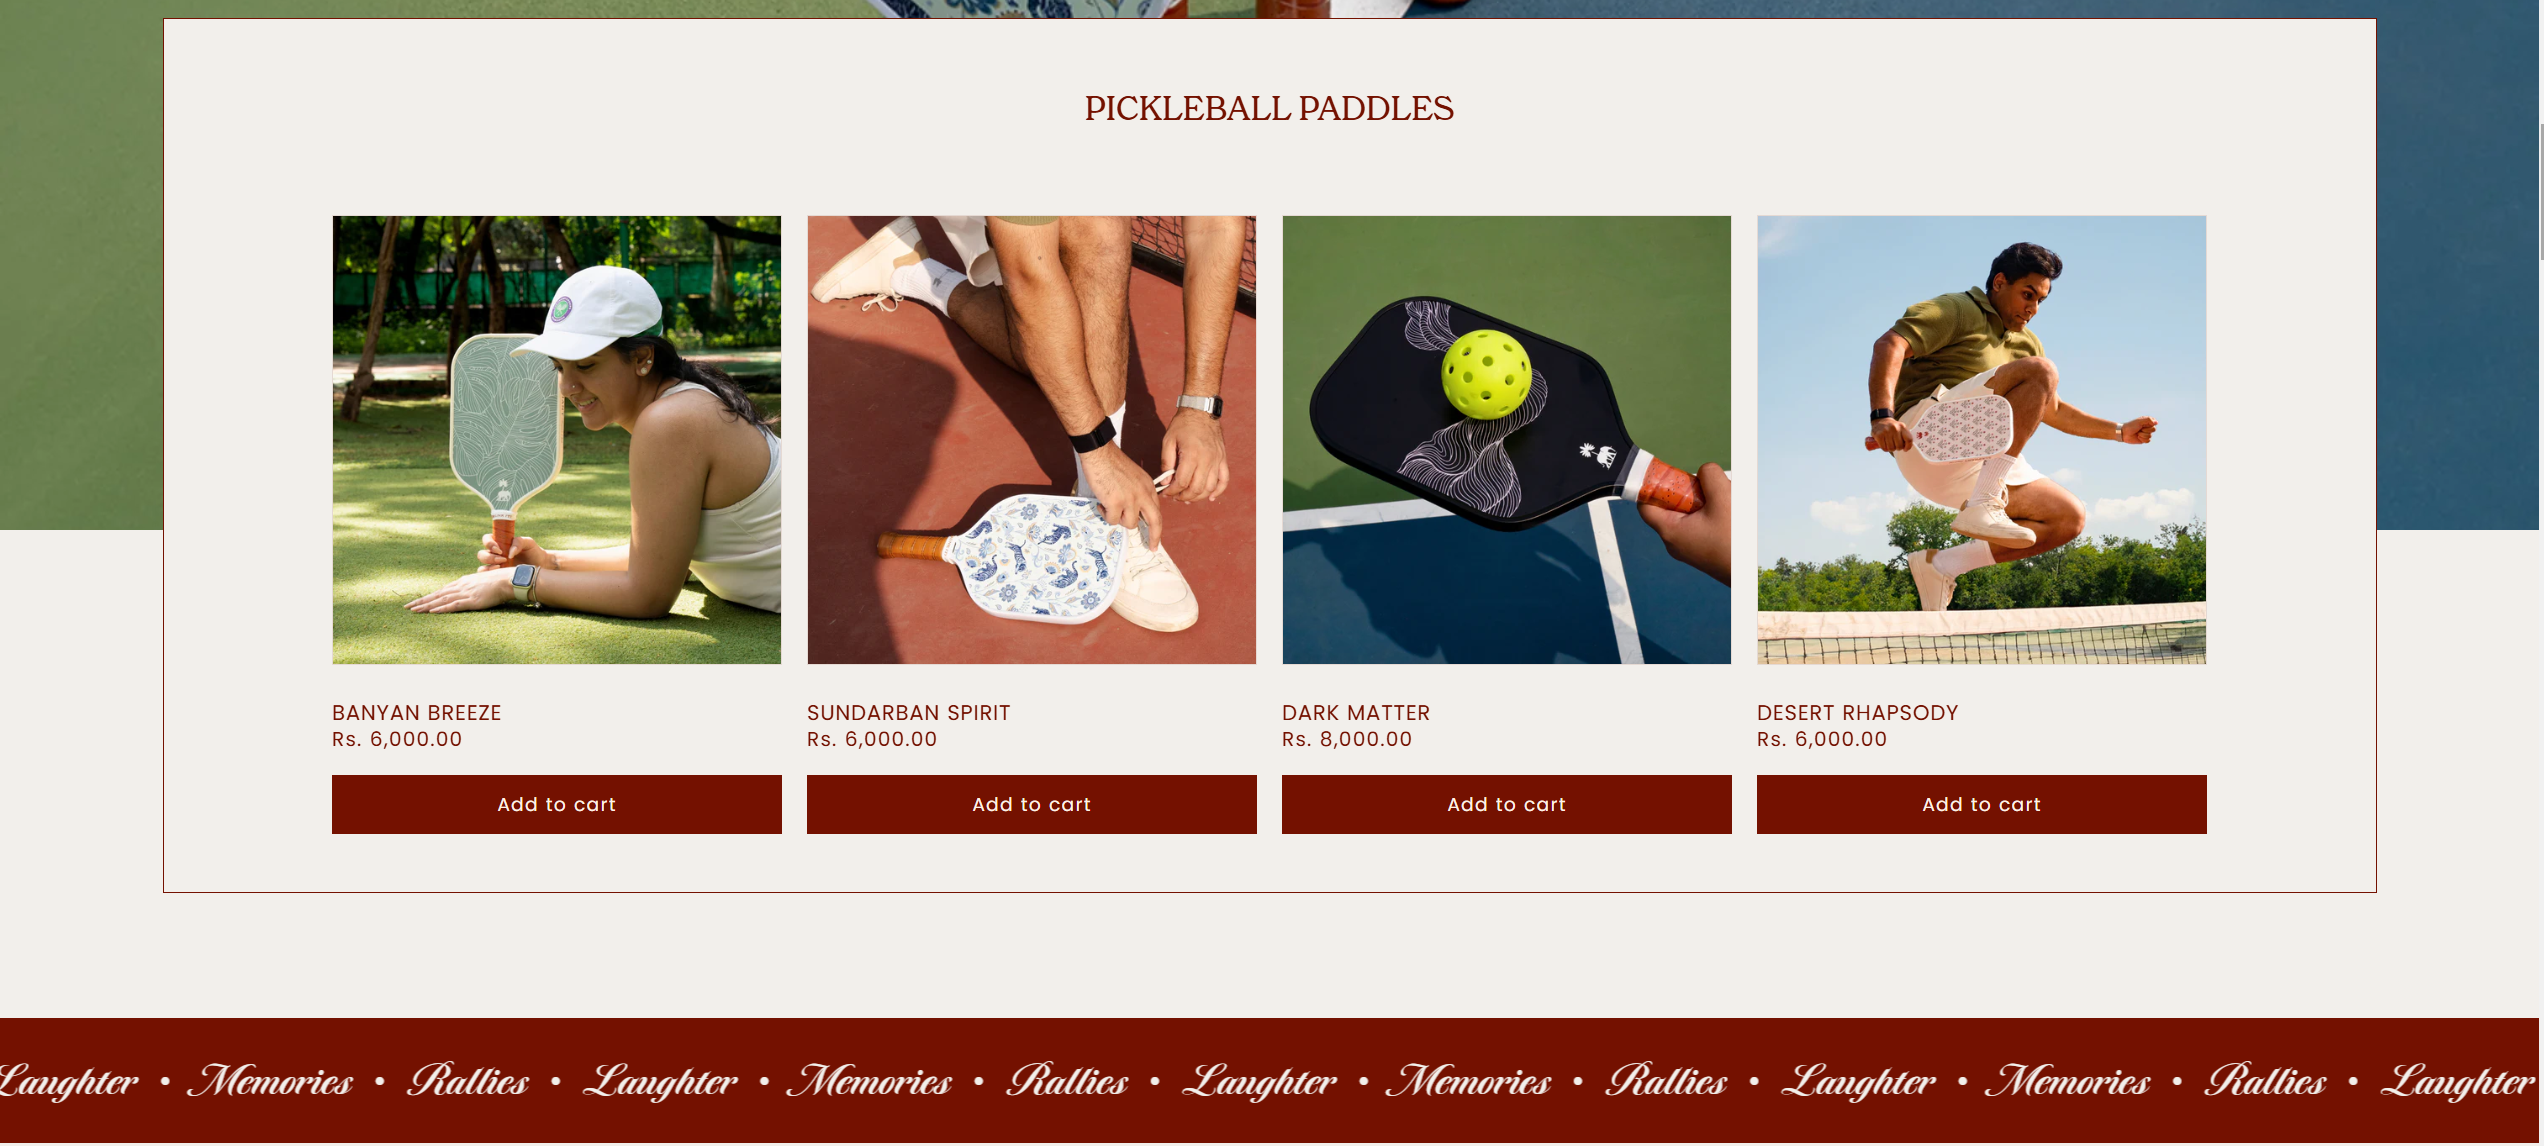 PICKLEBALL PADDLES
BANYAN BREEZE
Rs. 6,000.00
Add to cart
SUNDARBAN SPIRIT
Rs. 6,000.00
Add to cart
DARK MATTER
Rs. 8,000.00
Add to cart
DESERT RHAPSODY
Rs. 6,000.00
Add to cart
Laughter • Memories • Rallies • Laughter • Memories • Rallies • Laughter • Memories • Rallies • Laughter • Memories • Rallies • Laughter